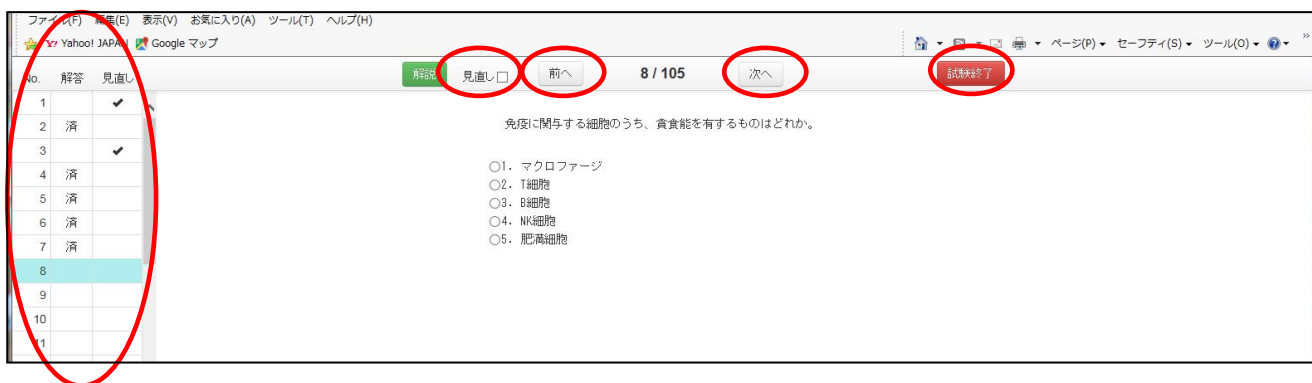 ファイル(F) 編集(E) 表示(V) お気に入り(A) ツール(T) ヘルプ(H)
Yahoo! JAPAN Google マップ ページ(P) セーフティ(S) ツール(O)
No. 解答 見直し 解説 見直し 前へ 8 / 105 次へ 試験終了
1 ✔
2 済
3 ✔
4 済
5 済
6 済
7 済
8
9
10
11
免疫に関与する細胞のうち、貪食能を有するものはどれか。
1. マクロファージ
2. T細胞
3. B細胞
4. NK細胞
5. 肥満細胞